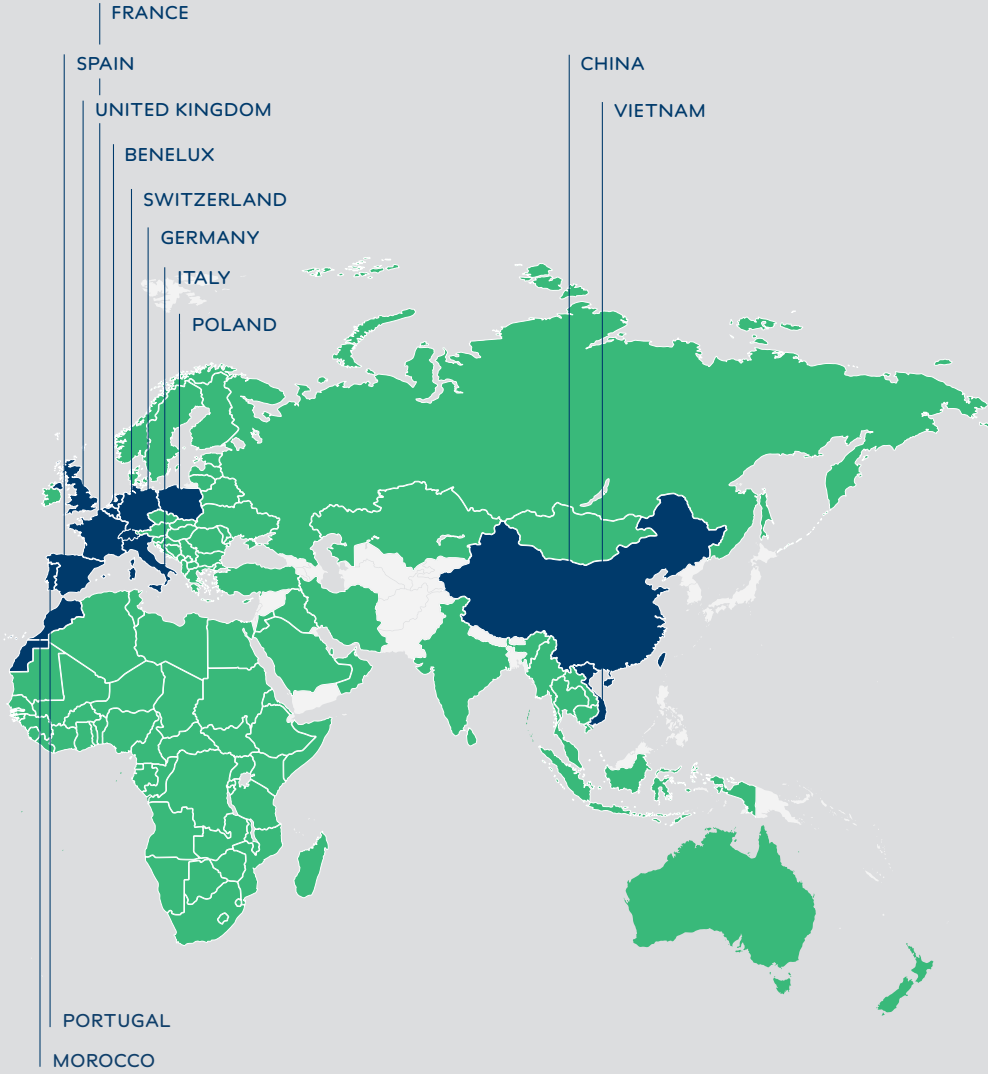 FRANCE
SPAIN
CHINA
UNITED KINGDOM
VIETNAM
BENELUX
SWITZERLAND
GERMANY
ITALY
POLAND
PORTUGAL
MOROCCO